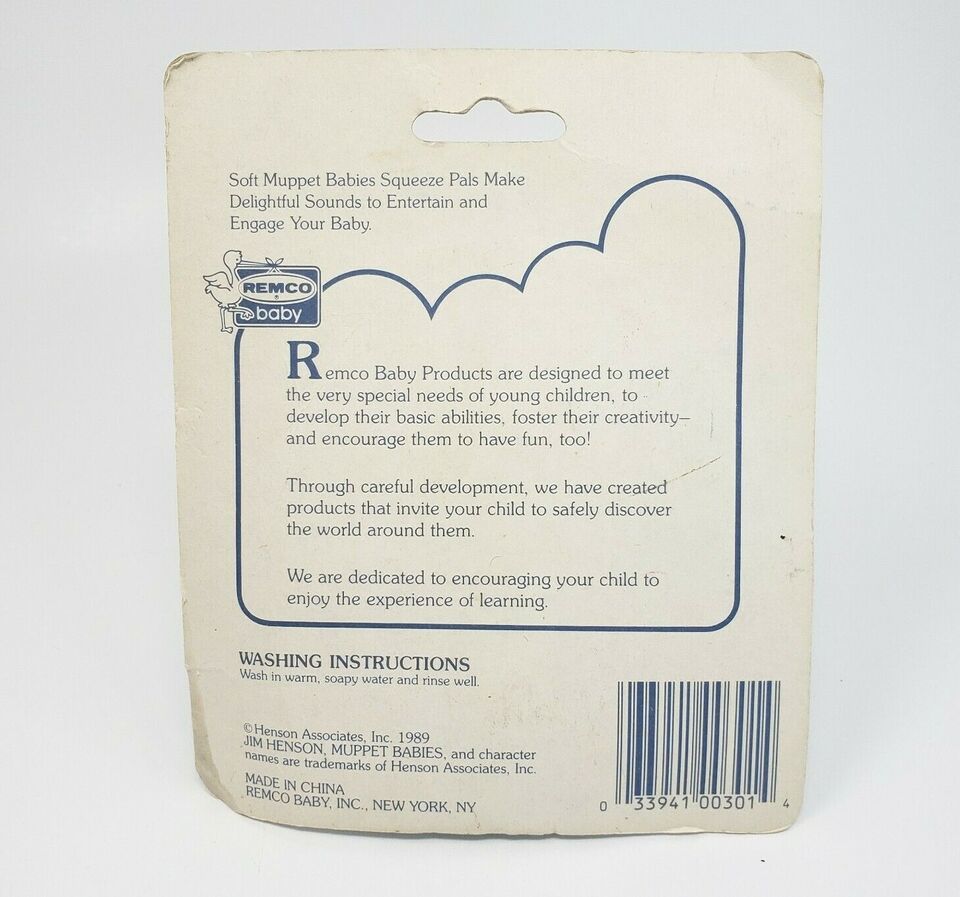 Soft Muppet Babies Squeeze Pals Make
Delightful Sounds to Entertain and
Engage Your Baby.
REMCO
®
baby
Remco Baby Products are designed to meet
the very special needs of young children, to
develop their basic abilities, foster their creativity—
and encourage them to have fun, too!
Through careful development, we have created
products that invite your child to safely discover
the world around them.
We are dedicated to encouraging your child to
enjoy the experience of learning.
WASHING INSTRUCTIONS
Wash in warm, soapy water and rinse well.
© Henson Associates, Inc. 1989
JIM HENSON, MUPPET BABIES, and character
names are trademarks of Henson Associates, Inc.
MADE IN CHINA
REMCO BABY, INC., NEW YORK, NY
0 33941 00301 4